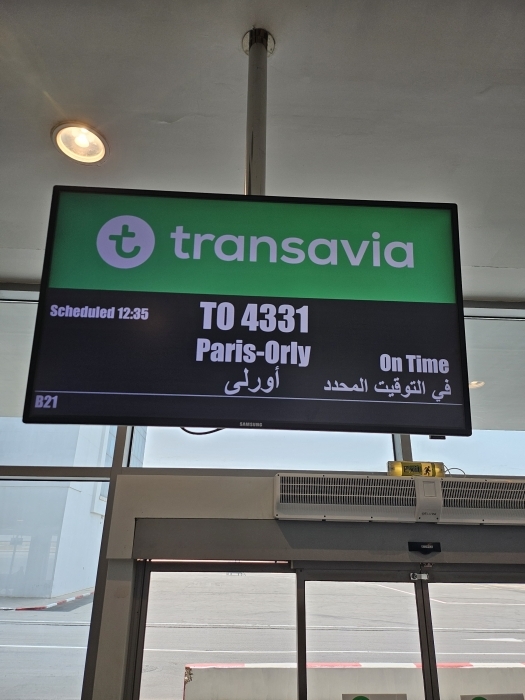 transavia
Scheduled 12:35
TO 4331
Paris-Orly
On Time
أورلى
في التوقيت المحدد
B21
SAMSUNG